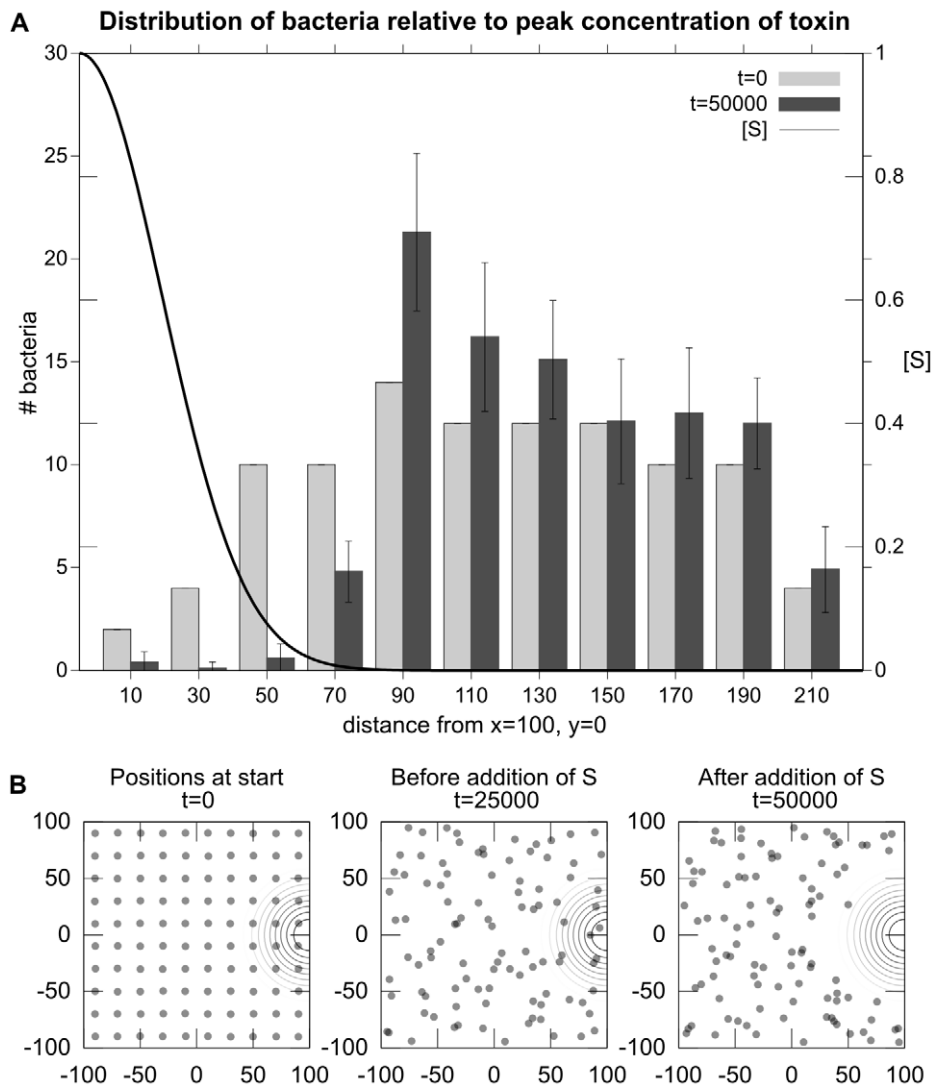 A Distribution of bacteria relative to peak concentration of toxin
30
25
20
15
10
5
0
# bacteria
t=0
t=50000
[S]
1
0.8
0.6
0.4
0.2
0
[S]
10 30 50 70 90 110 130 150 170 190 210
distance from x=100, y=0
B
Positions at start
t=0
100
50
0
-50
-100
-100 -50 0 50 100
Before addition of S
t=25000
100
50
0
-50
-100
-100 -50 0 50 100
After addition of S
t=50000
100
50
0
-50
-100
-100 -50 0 50 100